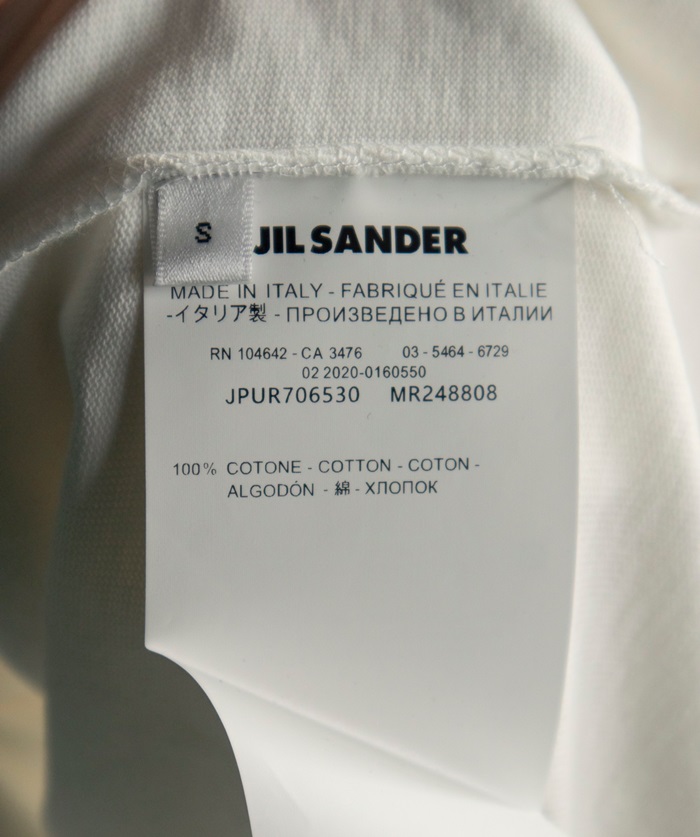 S
JIL SANDER
MADE IN ITALY - FABRIQUÉ EN ITALIE
-イタリア製 - ПРОИЗВЕДЕНО В ИТАЛИИ
RN 104642 - CA 3476 03 - 5464 - 6729
02 2020-0160550
JPUR706530 MR248808
100% COTONE - COTTON - COTON -
ALGODÓN - 綿 - ХЛОПОК